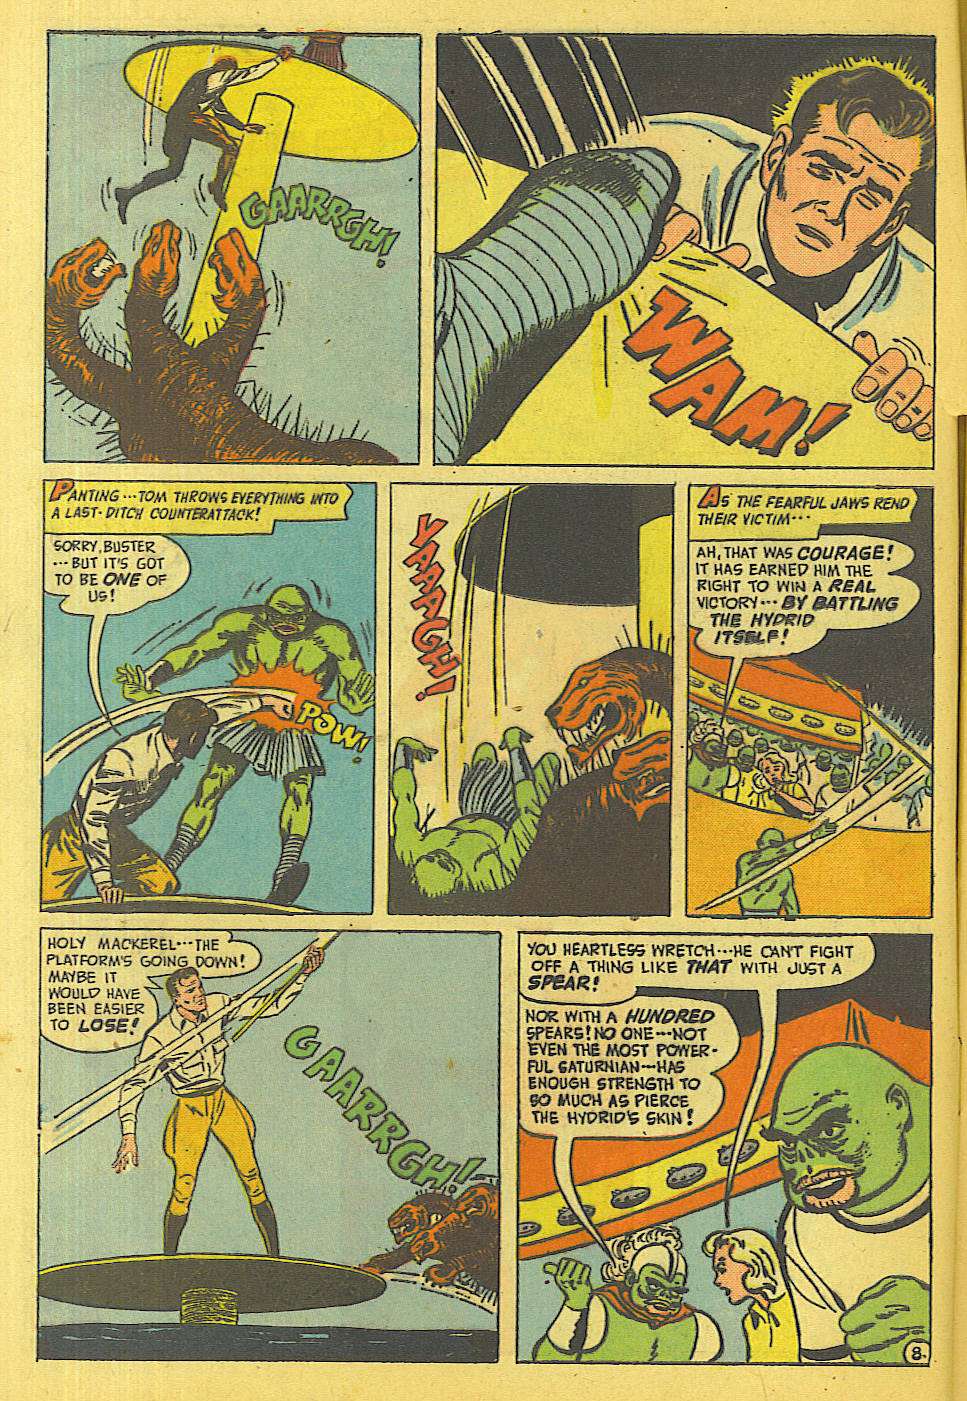 GAARRGH!
WAM!
PANTING...TOM THROWS EVERYTHING INTO
A LAST-DITCH COUNTERATTACK!
SORRY, BUSTER
...BUT IT'S GOT
TO BE ONE OF
US!
POW!
YAAAAGH!
AS THE FEARFUL JAWS REND
THEIR VICTIM...
AH, THAT WAS COURAGE!
IT HAS EARNED HIM THE
RIGHT TO WIN A REAL
VICTORY... BY BATTLING
THE HYDRID
ITSELF!
HOLY MACKEREL...THE
PLATFORM'S GOING DOWN!
MAYBE IT
WOULD HAVE
BEEN EASIER
TO LOSE!
GAARRGH!
YOU HEARTLESS WRETCH...HE CAN'T FIGHT
OFF A THING LIKE THAT WITH JUST A
SPEAR!
NOR WITH A HUNDRED
SPEARS! NO ONE...NOT
EVEN THE MOST POWER-
FUL SATURNIAN...HAS
ENOUGH STRENGTH TO
SO MUCH AS PIERCE
THE HYDRID'S SKIN!
8.